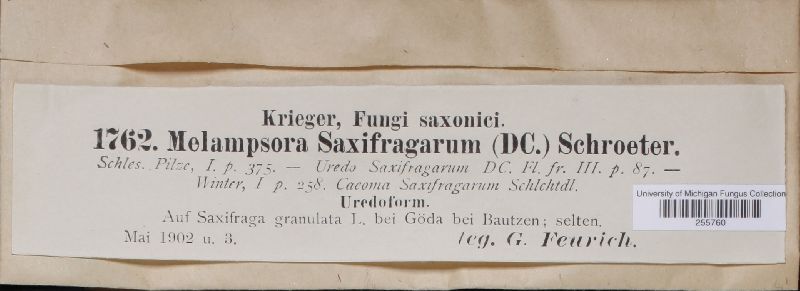 Krieger, Fungi saxonici.
1762. Melampsora Saxifragarum (DC.) Schroeter.
Schles. Pilze, I. p. 375. — Uredo Saxifragarum DC. Fl. fr. III. p. 87. —
Winter, I p. 258. Caeoma Saxifragarum Schlchtdl.
Uredoform.
Auf Saxifraga granulata L. bei Göda bei Bautzen; selten.
Mai 1902 u. 3. leg. G. Feurich.
University of Michigan Fungus Collection
255760